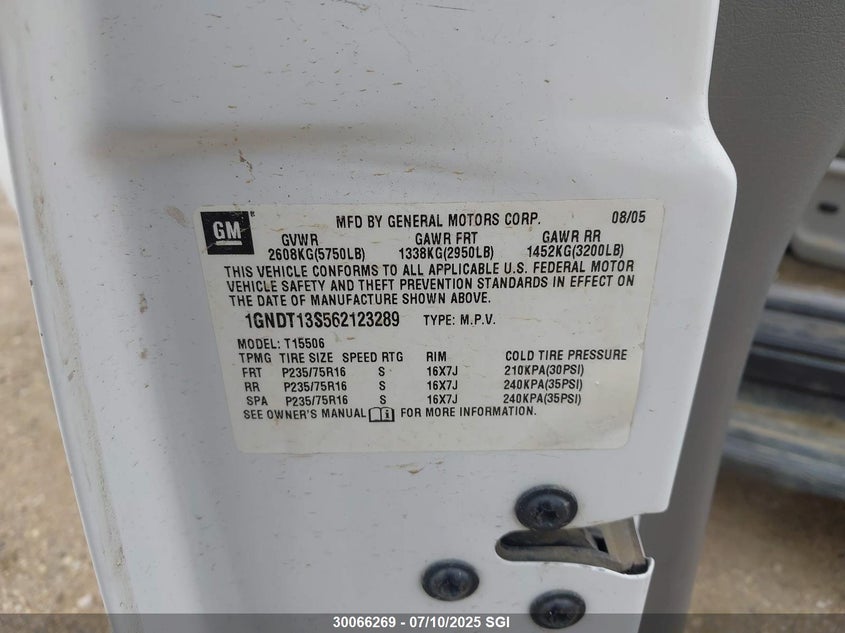 GM
MFD BY GENERAL MOTORS CORP. 08/05
GVWR GAWR FRT GAWR RR
2608KG(5750LB) 1338KG(2950LB) 1452KG(3200LB)
THIS VEHICLE CONFORMS TO ALL APPLICABLE U.S. FEDERAL MOTOR
VEHICLE SAFETY AND THEFT PREVENTION STANDARDS IN EFFECT ON
THE DATE OF MANUFACTURE SHOWN ABOVE.
1GNDT13S562123289 TYPE: M.P.V.
MODEL: T15506
TPMG TIRE SIZE SPEED RTG RIM COLD TIRE PRESSURE
FRT P235/75R16 S 16X7J 210KPA(30PSI)
RR P235/75R16 S 16X7J 240KPA(35PSI)
SPA P235/75R16 S 16X7J 240KPA(35PSI)
SEE OWNER'S MANUAL FOR MORE INFORMATION.
30066269 - 07/10/2025 SGI